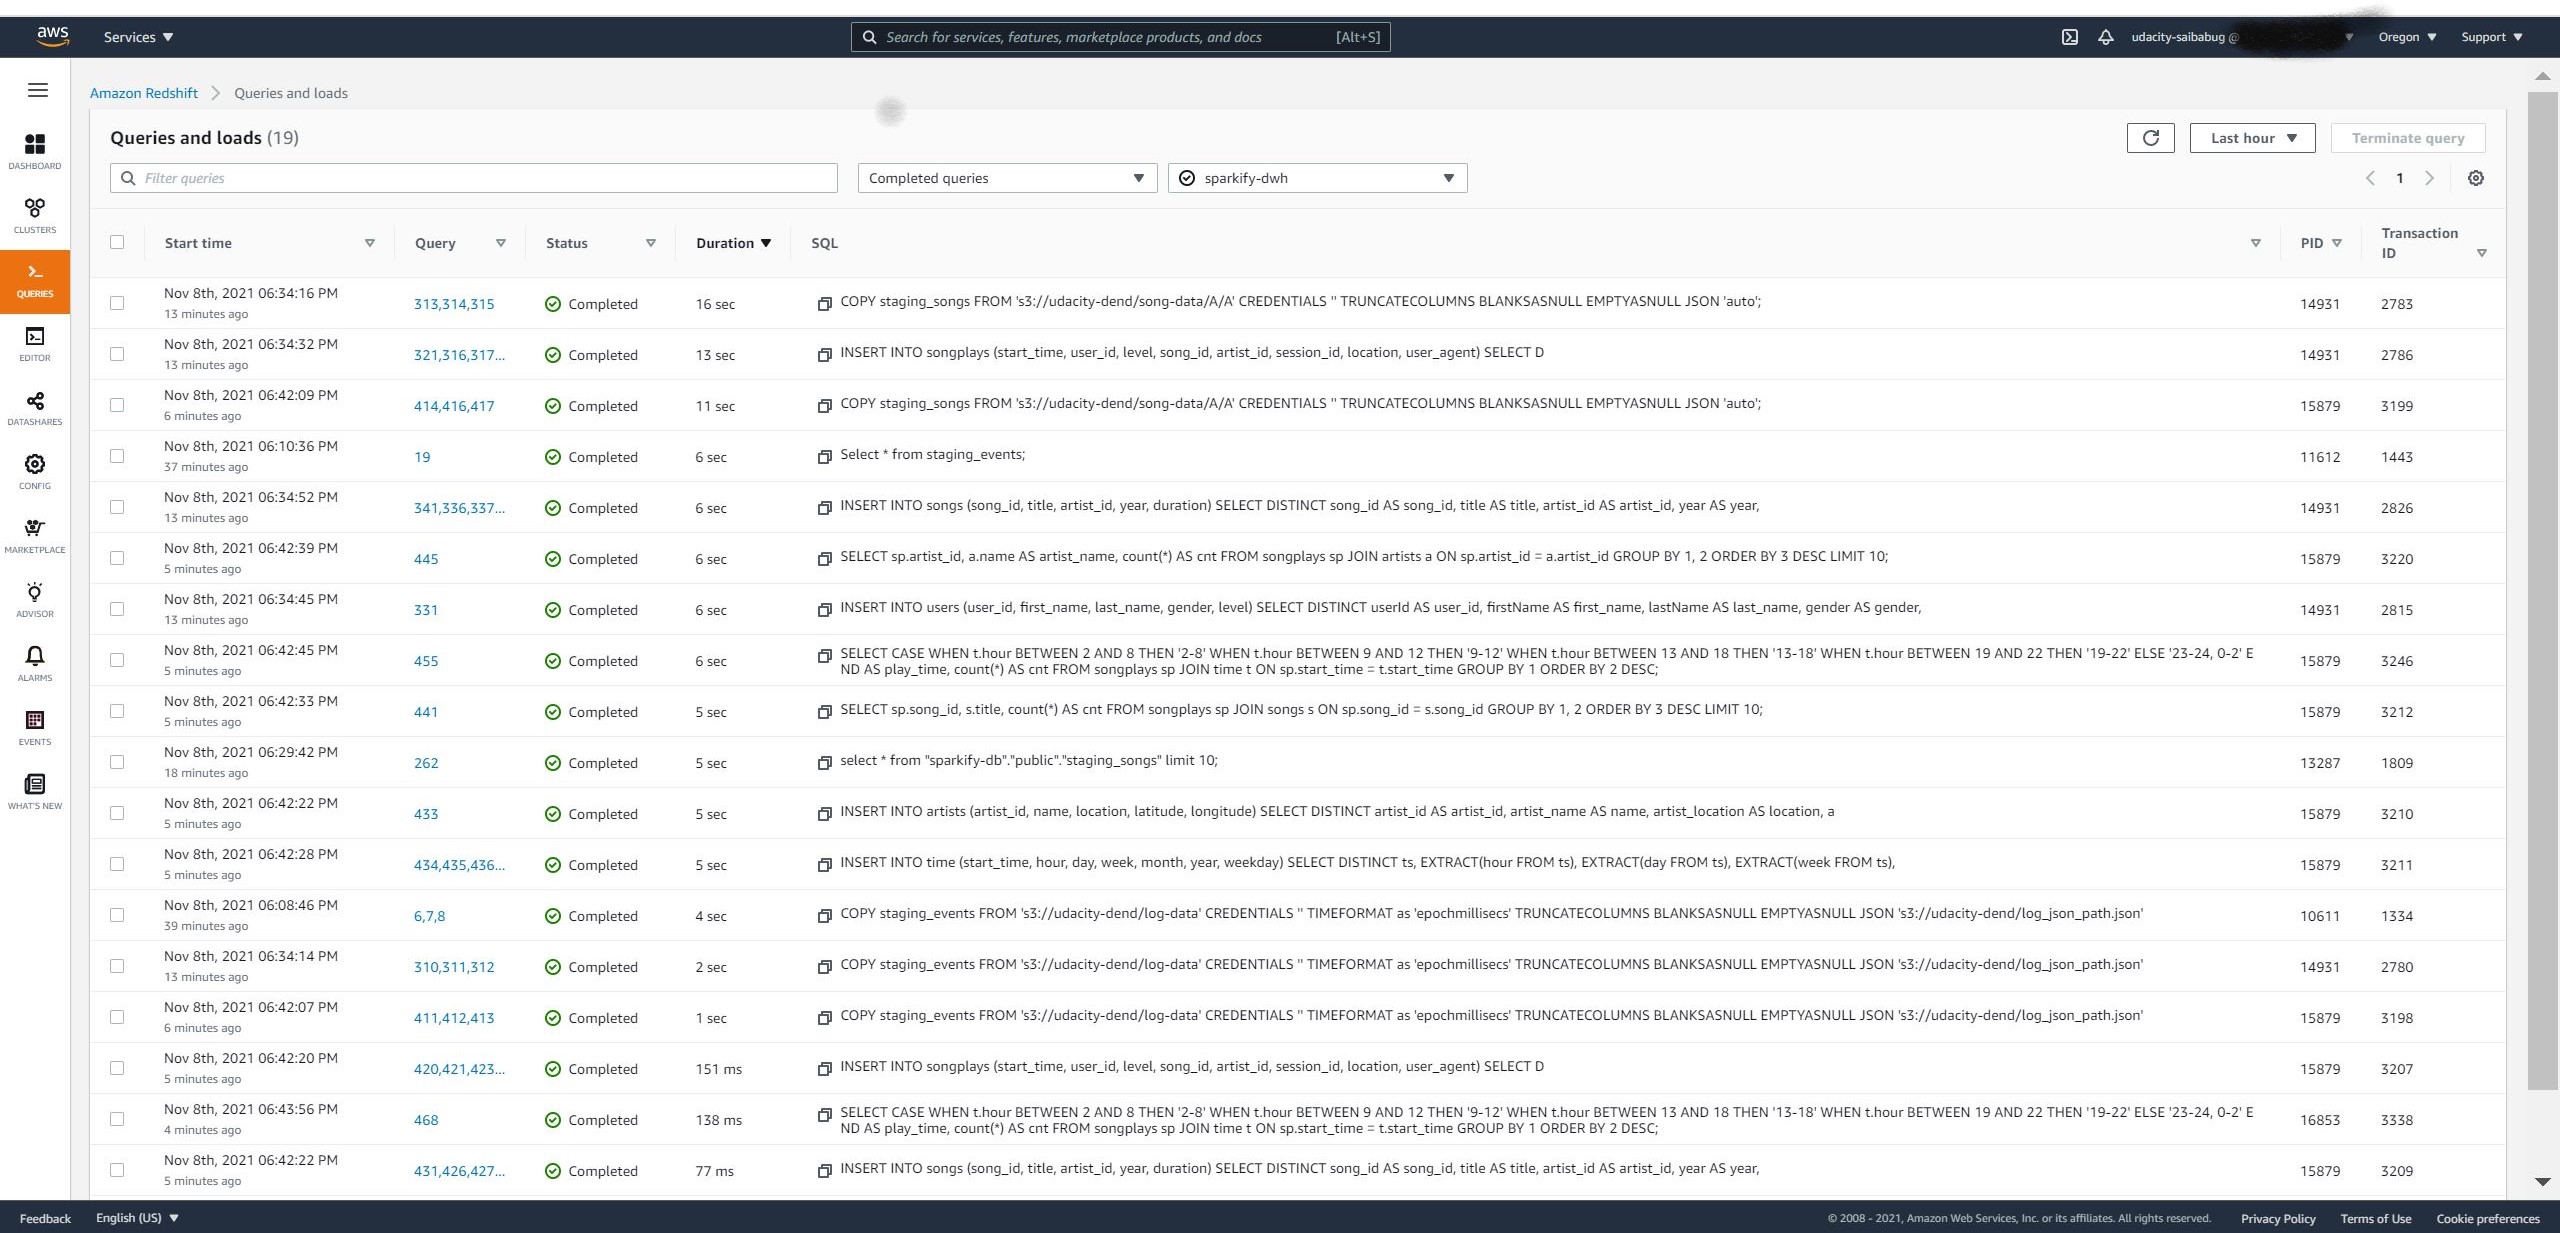 aws
Services
Search for services, features, marketplace products, and docs
[Alt+S]
udacity-saibabug @
Oregon
Support
Amazon Redshift
Queries and loads
Queries and loads (19)
Last hour
Terminate query
Filter queries
Completed queries
sparkify-dwh
1
DASHBOARD
CLUSTERS
QUERIES
EDITOR
DATASHARES
CONFIG
MARKETPLACE
ADVISOR
ALARMS
EVENTS
WHAT'S NEW
Start time Query Status Duration SQL PID Transaction
ID
Nov 8th, 2021 06:34:16 PM
13 minutes ago
313,314,315 Completed 16 sec COPY staging_songs FROM 's3://udacity-dend/song-data/A/A' CREDENTIALS '' TRUNCATECOLUMNS BLANKSASNULL EMPTYASNULL JSON 'auto'; 14931 2783
Nov 8th, 2021 06:34:32 PM
13 minutes ago
321,316,317... Completed 13 sec INSERT INTO songplays (start_time, user_id, level, song_id, artist_id, session_id, location, user_agent) SELECT D 14931 2786
Nov 8th, 2021 06:42:09 PM
6 minutes ago
414,416,417 Completed 11 sec COPY staging_songs FROM 's3://udacity-dend/song-data/A/A' CREDENTIALS '' TRUNCATECOLUMNS BLANKSASNULL EMPTYASNULL JSON 'auto'; 15879 3199
Nov 8th, 2021 06:10:36 PM
37 minutes ago
19 Completed 6 sec Select * from staging_events; 11612 1443
Nov 8th, 2021 06:34:52 PM
13 minutes ago
341,336,337... Completed 6 sec INSERT INTO songs (song_id, title, artist_id, year, duration) SELECT DISTINCT song_id AS song_id, title AS title, artist_id AS artist_id, year AS year, 14931 2826
Nov 8th, 2021 06:42:39 PM
5 minutes ago
445 Completed 6 sec SELECT sp.artist_id, a.name AS artist_name, count(*) AS cnt FROM songplays sp JOIN artists a ON sp.artist_id = a.artist_id GROUP BY 1, 2 ORDER BY 3 DESC LIMIT 10; 15879 3220
Nov 8th, 2021 06:34:45 PM
13 minutes ago
331 Completed 6 sec INSERT INTO users (user_id, first_name, last_name, gender, level) SELECT DISTINCT userId AS user_id, firstName AS first_name, lastName AS last_name, gender AS gender, 14931 2815
Nov 8th, 2021 06:42:45 PM
5 minutes ago
455 Completed 6 sec SELECT CASE WHEN t.hour BETWEEN 2 AND 8 THEN '2-8' WHEN t.hour BETWEEN 9 AND 12 THEN '9-12' WHEN t.hour BETWEEN 13 AND 18 THEN '13-18' WHEN t.hour BETWEEN 19 AND 22 THEN '19-22' ELSE '23-24, 0-2' E
ND AS play_time, count(*) AS cnt FROM songplays sp JOIN time t ON sp.start_time = t.start_time GROUP BY 1 ORDER BY 2 DESC; 15879 3246
Nov 8th, 2021 06:42:33 PM
5 minutes ago
441 Completed 5 sec SELECT sp.song_id, s.title, count(*) AS cnt FROM songplays sp JOIN songs s ON sp.song_id = s.song_id GROUP BY 1, 2 ORDER BY 3 DESC LIMIT 10; 15879 3212
Nov 8th, 2021 06:29:42 PM
18 minutes ago
262 Completed 5 sec select * from "sparkify-db"."public"."staging_songs" limit 10; 13287 1809
Nov 8th, 2021 06:42:22 PM
5 minutes ago
433 Completed 5 sec INSERT INTO artists (artist_id, name, location, latitude, longitude) SELECT DISTINCT artist_id AS artist_id, artist_name AS name, artist_location AS location, a 15879 3210
Nov 8th, 2021 06:42:28 PM
5 minutes ago
434,435,436... Completed 5 sec INSERT INTO time (start_time, hour, day, week, month, year, weekday) SELECT DISTINCT ts, EXTRACT(hour FROM ts), EXTRACT(day FROM ts), EXTRACT(week FROM ts), 15879 3211
Nov 8th, 2021 06:08:46 PM
39 minutes ago
6,7,8 Completed 4 sec COPY staging_events FROM 's3://udacity-dend/log-data' CREDENTIALS '' TIMEFORMAT as 'epochmillisecs' TRUNCATECOLUMNS BLANKSASNULL EMPTYASNULL JSON 's3://udacity-dend/log_json_path.json' 10611 1334
Nov 8th, 2021 06:34:14 PM
13 minutes ago
310,311,312 Completed 2 sec COPY staging_events FROM 's3://udacity-dend/log-data' CREDENTIALS '' TIMEFORMAT as 'epochmillisecs' TRUNCATECOLUMNS BLANKSASNULL EMPTYASNULL JSON 's3://udacity-dend/log_json_path.json' 14931 2780
Nov 8th, 2021 06:42:07 PM
6 minutes ago
411,412,413 Completed 1 sec COPY staging_events FROM 's3://udacity-dend/log-data' CREDENTIALS '' TIMEFORMAT as 'epochmillisecs' TRUNCATECOLUMNS BLANKSASNULL EMPTYASNULL JSON 's3://udacity-dend/log_json_path.json' 15879 3198
Nov 8th, 2021 06:42:20 PM
5 minutes ago
420,421,423... Completed 151 ms INSERT INTO songplays (start_time, user_id, level, song_id, artist_id, session_id, location, user_agent) SELECT D 15879 3207
Nov 8th, 2021 06:43:56 PM
4 minutes ago
468 Completed 138 ms SELECT CASE WHEN t.hour BETWEEN 2 AND 8 THEN '2-8' WHEN t.hour BETWEEN 9 AND 12 THEN '9-12' WHEN t.hour BETWEEN 13 AND 18 THEN '13-18' WHEN t.hour BETWEEN 19 AND 22 THEN '19-22' ELSE '23-24, 0-2' E
ND AS play_time, count(*) AS cnt FROM songplays sp JOIN time t ON sp.start_time = t.start_time GROUP BY 1 ORDER BY 2 DESC; 16853 3338
Nov 8th, 2021 06:42:22 PM
5 minutes ago
431,426,427... Completed 77 ms INSERT INTO songs (song_id, title, artist_id, year, duration) SELECT DISTINCT song_id AS song_id, title AS title, artist_id AS artist_id, year AS year, 15879 3209
Feedback
English (US)
© 2008 - 2021, Amazon Web Services, Inc. or its affiliates. All rights reserved.
Privacy Policy
Terms of Use
Cookie preferences